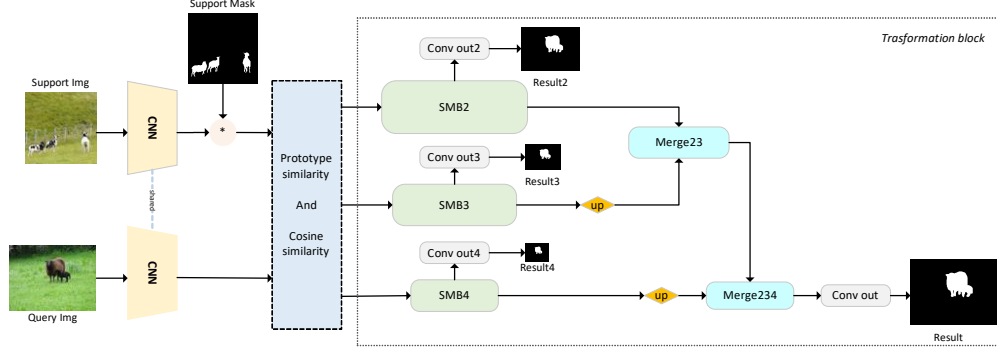 Support Mask
Trasformation block
Conv out2
Result2
Support Img
CNN
*
SMB2
Merge23
Prototype
similarity
And
Cosine
similarity
Conv out3
Result3
shared
SMB3
up
Conv out4
Result4
CNN
SMB4
up
Merge234
Conv out
Query Img
Result